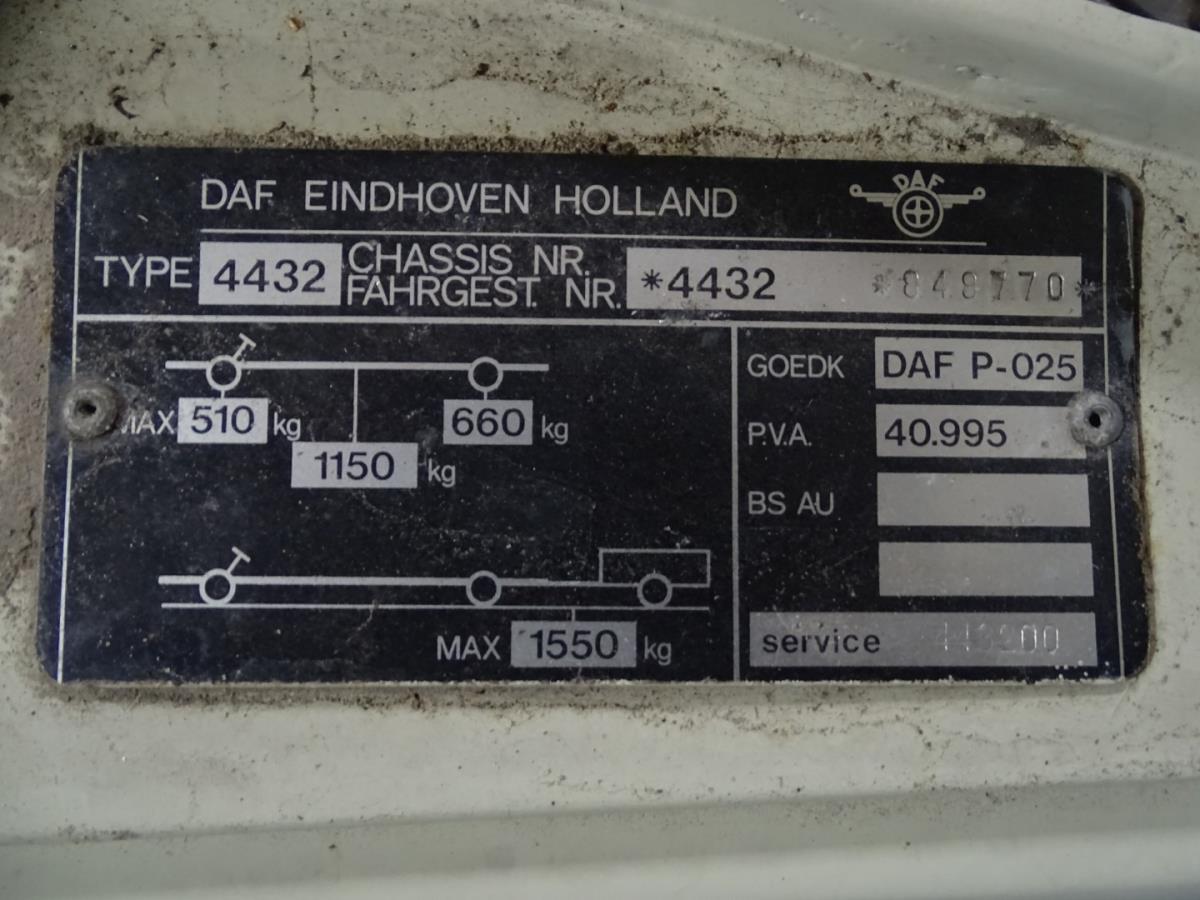 DAF EINDHOVEN HOLLAND
DAF
TYPE 4432 CHASSIS NR. FAHRGEST. NR. *4432 *849770*
GOEDK DAF P-025
MAX 510 kg 660 kg
P.V.A. 40.995
1150 kg
BS AU
MAX 1550 kg
service